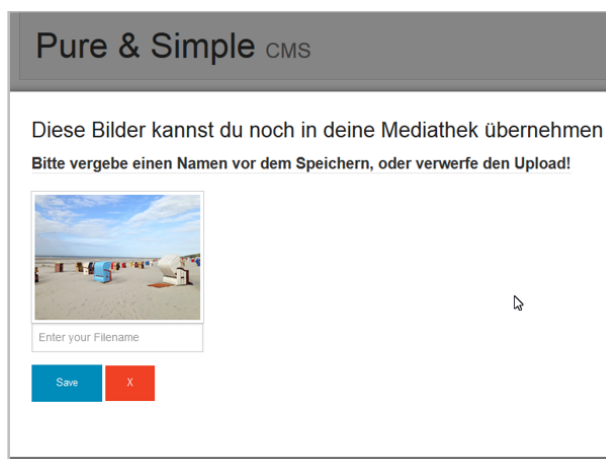 Pure & Simple CMS
Diese Bilder kannst du noch in deine Mediathek übernehmen
Bitte vergebe einen Namen vor dem Speichern, oder verwerfe den Upload!
Enter your Filename
Save X